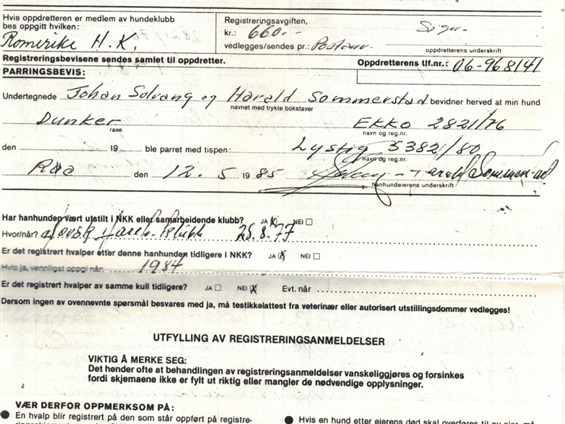 Hvis oppdretteren er medlem av hundeklubb
bes oppgitt hvilken:
Romerike H.K.
Registreringsavgiften,
kr.: 660.-
vedlegges/sendes pr.:
Sign.
oppdretterens underskrift
Registreringsbevisene sendes samlet til oppdretter.
Oppdretterens tlf.nr.: 06-968141
PARRINGSBEVIS:
Undertegnede Johan Solvang og Harald Sommerstad bevidner herved at min hund
navnet med trykte bokstaver
Dunker EKKO 2821/76
rase navn og reg.nr.
den 19 ble parret med tispen: Lystig 5382/80
navn og reg.nr.
den 12.5 1985
hanhundeierens underskrift
Har hanhunden vært utstilt i NKK eller samarbeidende klubb? JA NEI
Hvor/når? Norsk 28.8.77
Er det registrert hvalper etter denne hanhunden tidligere i NKK? JA X NEI
Hvis ja, vennligst oppgi når: 1984
Er det registrert hvalper av samme kull tidligere? JA NEI X Evt. når
Dersom ingen av ovennevnte spørsmål besvares med ja, må testikkelattest fra veterinær eller autorisert utstillingsdommer vedlegges!
UTFYLLING AV REGISTRERINGSANMELDELSER
VIKTIG Å MERKE SEG:
Det hender ofte at behandlingen av registreringsanmeldelser vanskeliggjøres og forsinkes
fordi skjemaene ikke er fylt ut riktig eller mangler de nødvendige opplysninger.
VÆR DERFOR OPPMERKSOM PÅ:
● En hvalp blir registrert på den som står oppført på registre-
● Hvis en hund etter eierens død skal overføres til ny eier, må